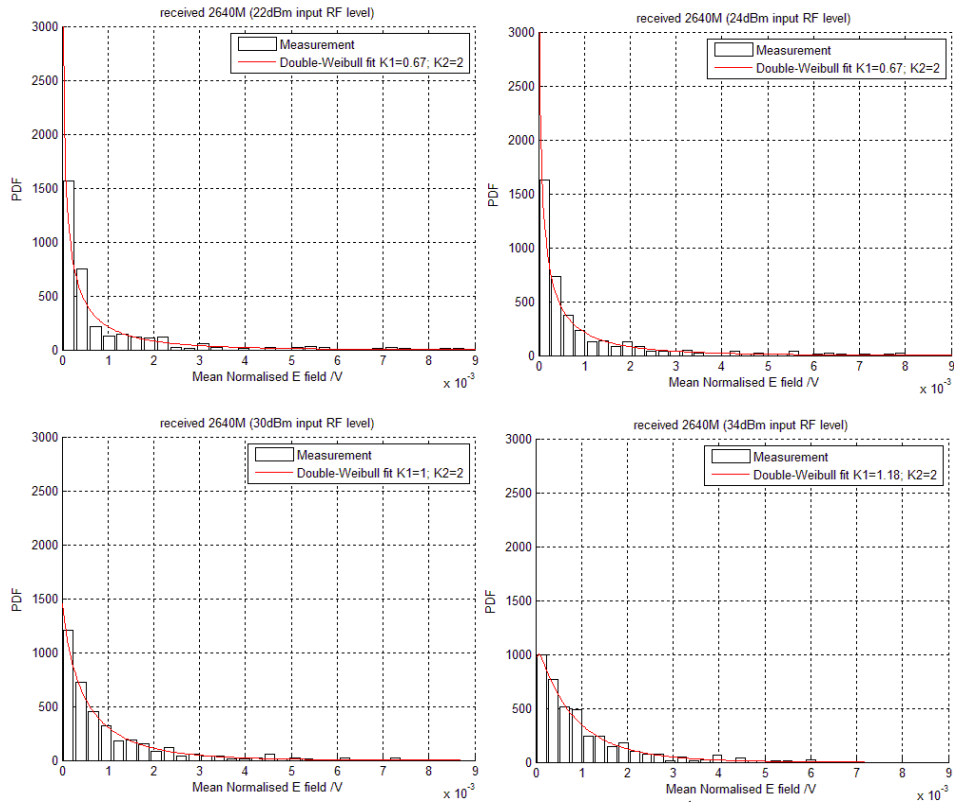 received 2640M (22dBm input RF level)
3000
2500
2000
1500
1000
500
0
PDF
Measurement
Double-Weibull fit K1=0.67; K2=2
0 1 2 3 4 5 6 7 8 9
Mean Normalised E field /V
x 10⁻³
received 2640M (24dBm input RF level)
3000
2500
2000
1500
1000
500
0
PDF
Measurement
Double-Weibull fit K1=0.67; K2=2
0 1 2 3 4 5 6 7 8 9
Mean Normalised E field /V
x 10⁻³
received 2640M (30dBm input RF level)
3000
2500
2000
1500
1000
500
0
PDF
Measurement
Double-Weibull fit K1=1; K2=2
0 1 2 3 4 5 6 7 8 9
Mean Normalised E field /V
x 10⁻³
received 2640M (34dBm input RF level)
3000
2500
2000
1500
1000
500
0
PDF
Measurement
Double-Weibull fit K1=1.18; K2=2
0 1 2 3 4 5 6 7 8 9
Mean Normalised E field /V
x 10⁻³